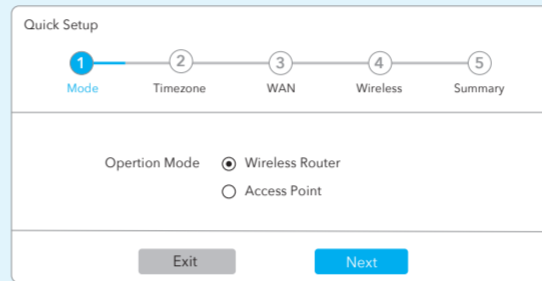 Quick Setup
1 2 3 4 5
Mode Timezone WAN Wireless Summary
Opertion Mode Wireless Router
Access Point
Exit Next